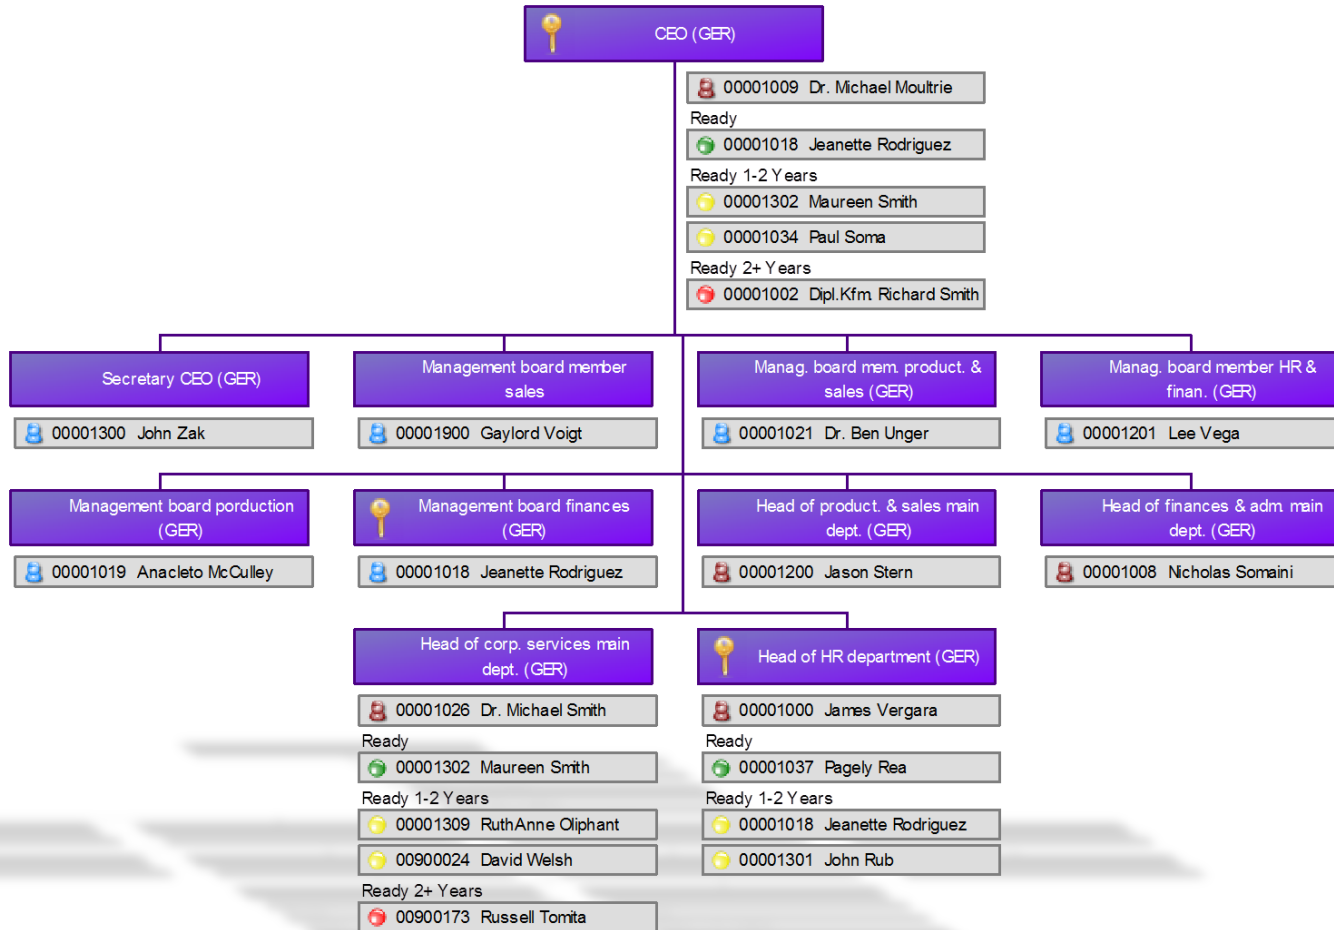 CEO (GER)
00001009 Dr. Michael Moultrie
Ready
00001018 Jeanette Rodriguez
Ready 1-2 Years
00001302 Maureen Smith
00001034 Paul Soma
Ready 2+ Years
00001002 Dipl.Kfm. Richard Smith
Secretary CEO (GER)
00001300 John Zak
Management board member
sales
00001900 Gaylord Voigt
Manag. board mem. product. &
sales (GER)
00001021 Dr. Ben Unger
Manag. board member HR &
finan. (GER)
00001201 Lee Vega
Management board porduction
(GER)
00001019 Anacleto McCulley
Management board finances
(GER)
00001018 Jeanette Rodriguez
Head of product. & sales main
dept. (GER)
00001200 Jason Stern
Head of finances & adm. main
dept. (GER)
00001008 Nicholas Somaini
Head of corp. services main
dept. (GER)
00001026 Dr. Michael Smith
Ready
00001302 Maureen Smith
Ready 1-2 Years
00001309 RuthAnne Oliphant
00900024 David Welsh
Ready 2+ Years
00900173 Russell Tomita
Head of HR department (GER)
00001000 James Vergara
Ready
00001037 Pagely Rea
Ready 1-2 Years
00001018 Jeanette Rodriguez
00001301 John Rub